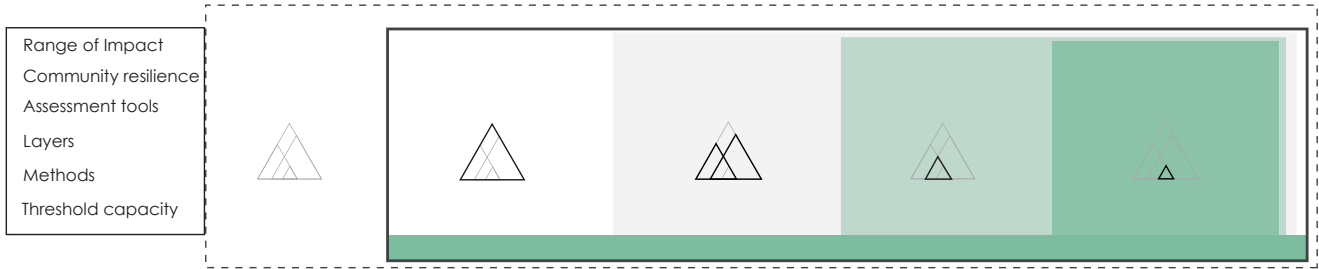 Range of Impact
Community resilience
Assessment tools
Layers
Methods
Threshold capacity